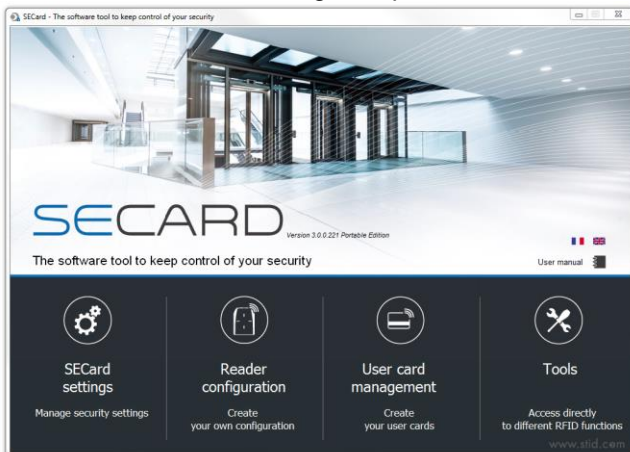 SECard - The software tool to keep control of your security
SECARD
Version 3.0.0.221 Portable Edition
The software tool to keep control of your security
User manual
SECard
settings
Manage security settings
Reader
configuration
Create
your own configuration
User card
management
Create
your user cards
Tools
Access directly
to different RFID functions
www.stid.com